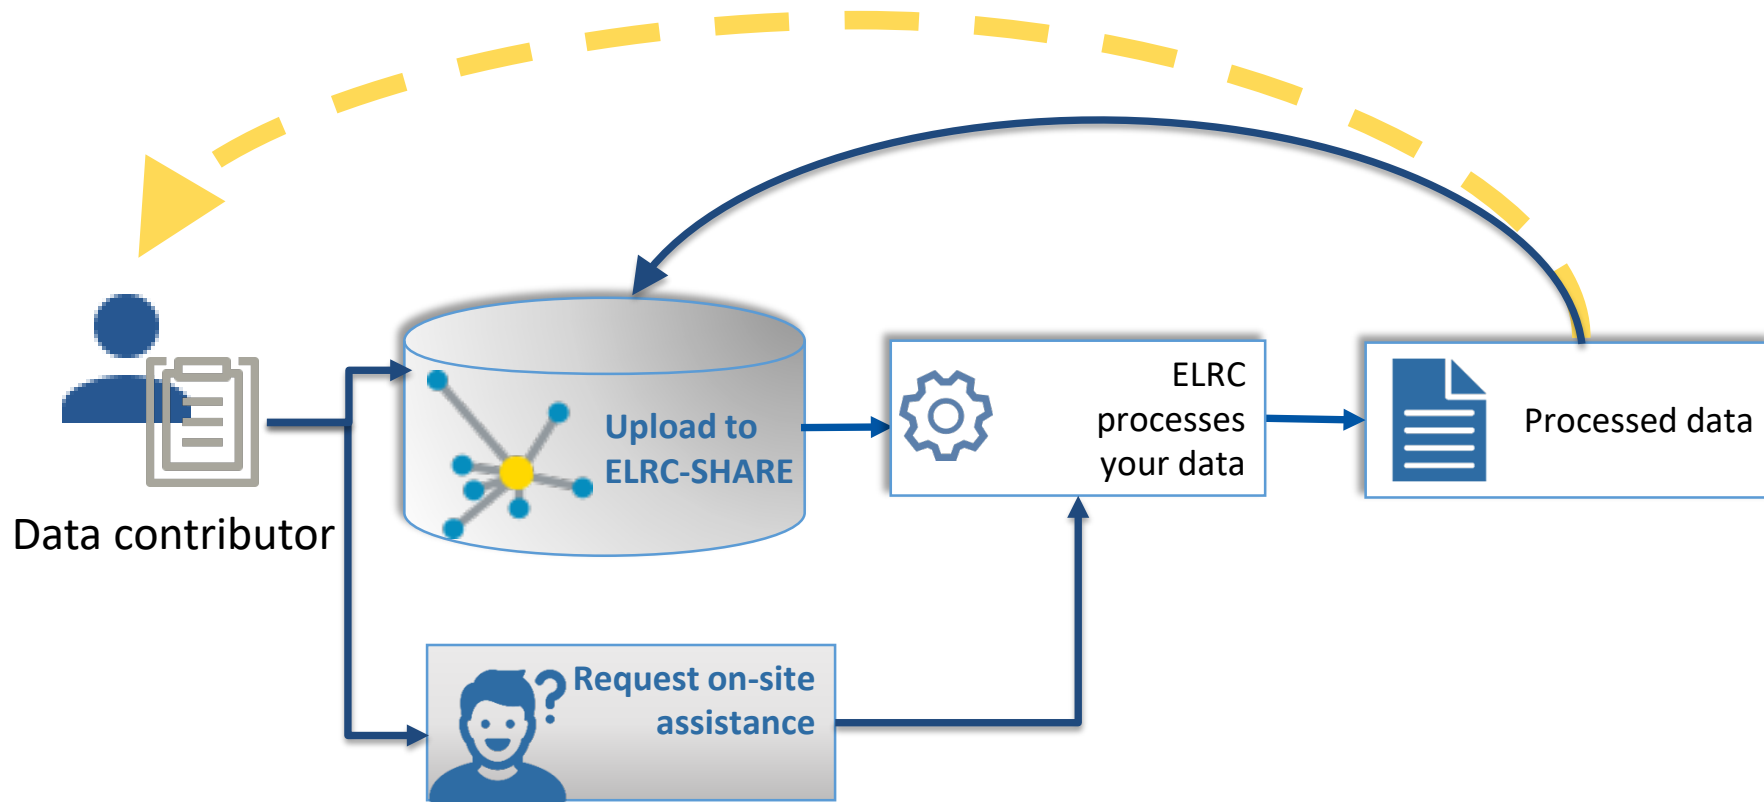 Data contributor
Upload to
ELRC-SHARE
ELRC
processes
your data
Processed data
Request on-site
assistance